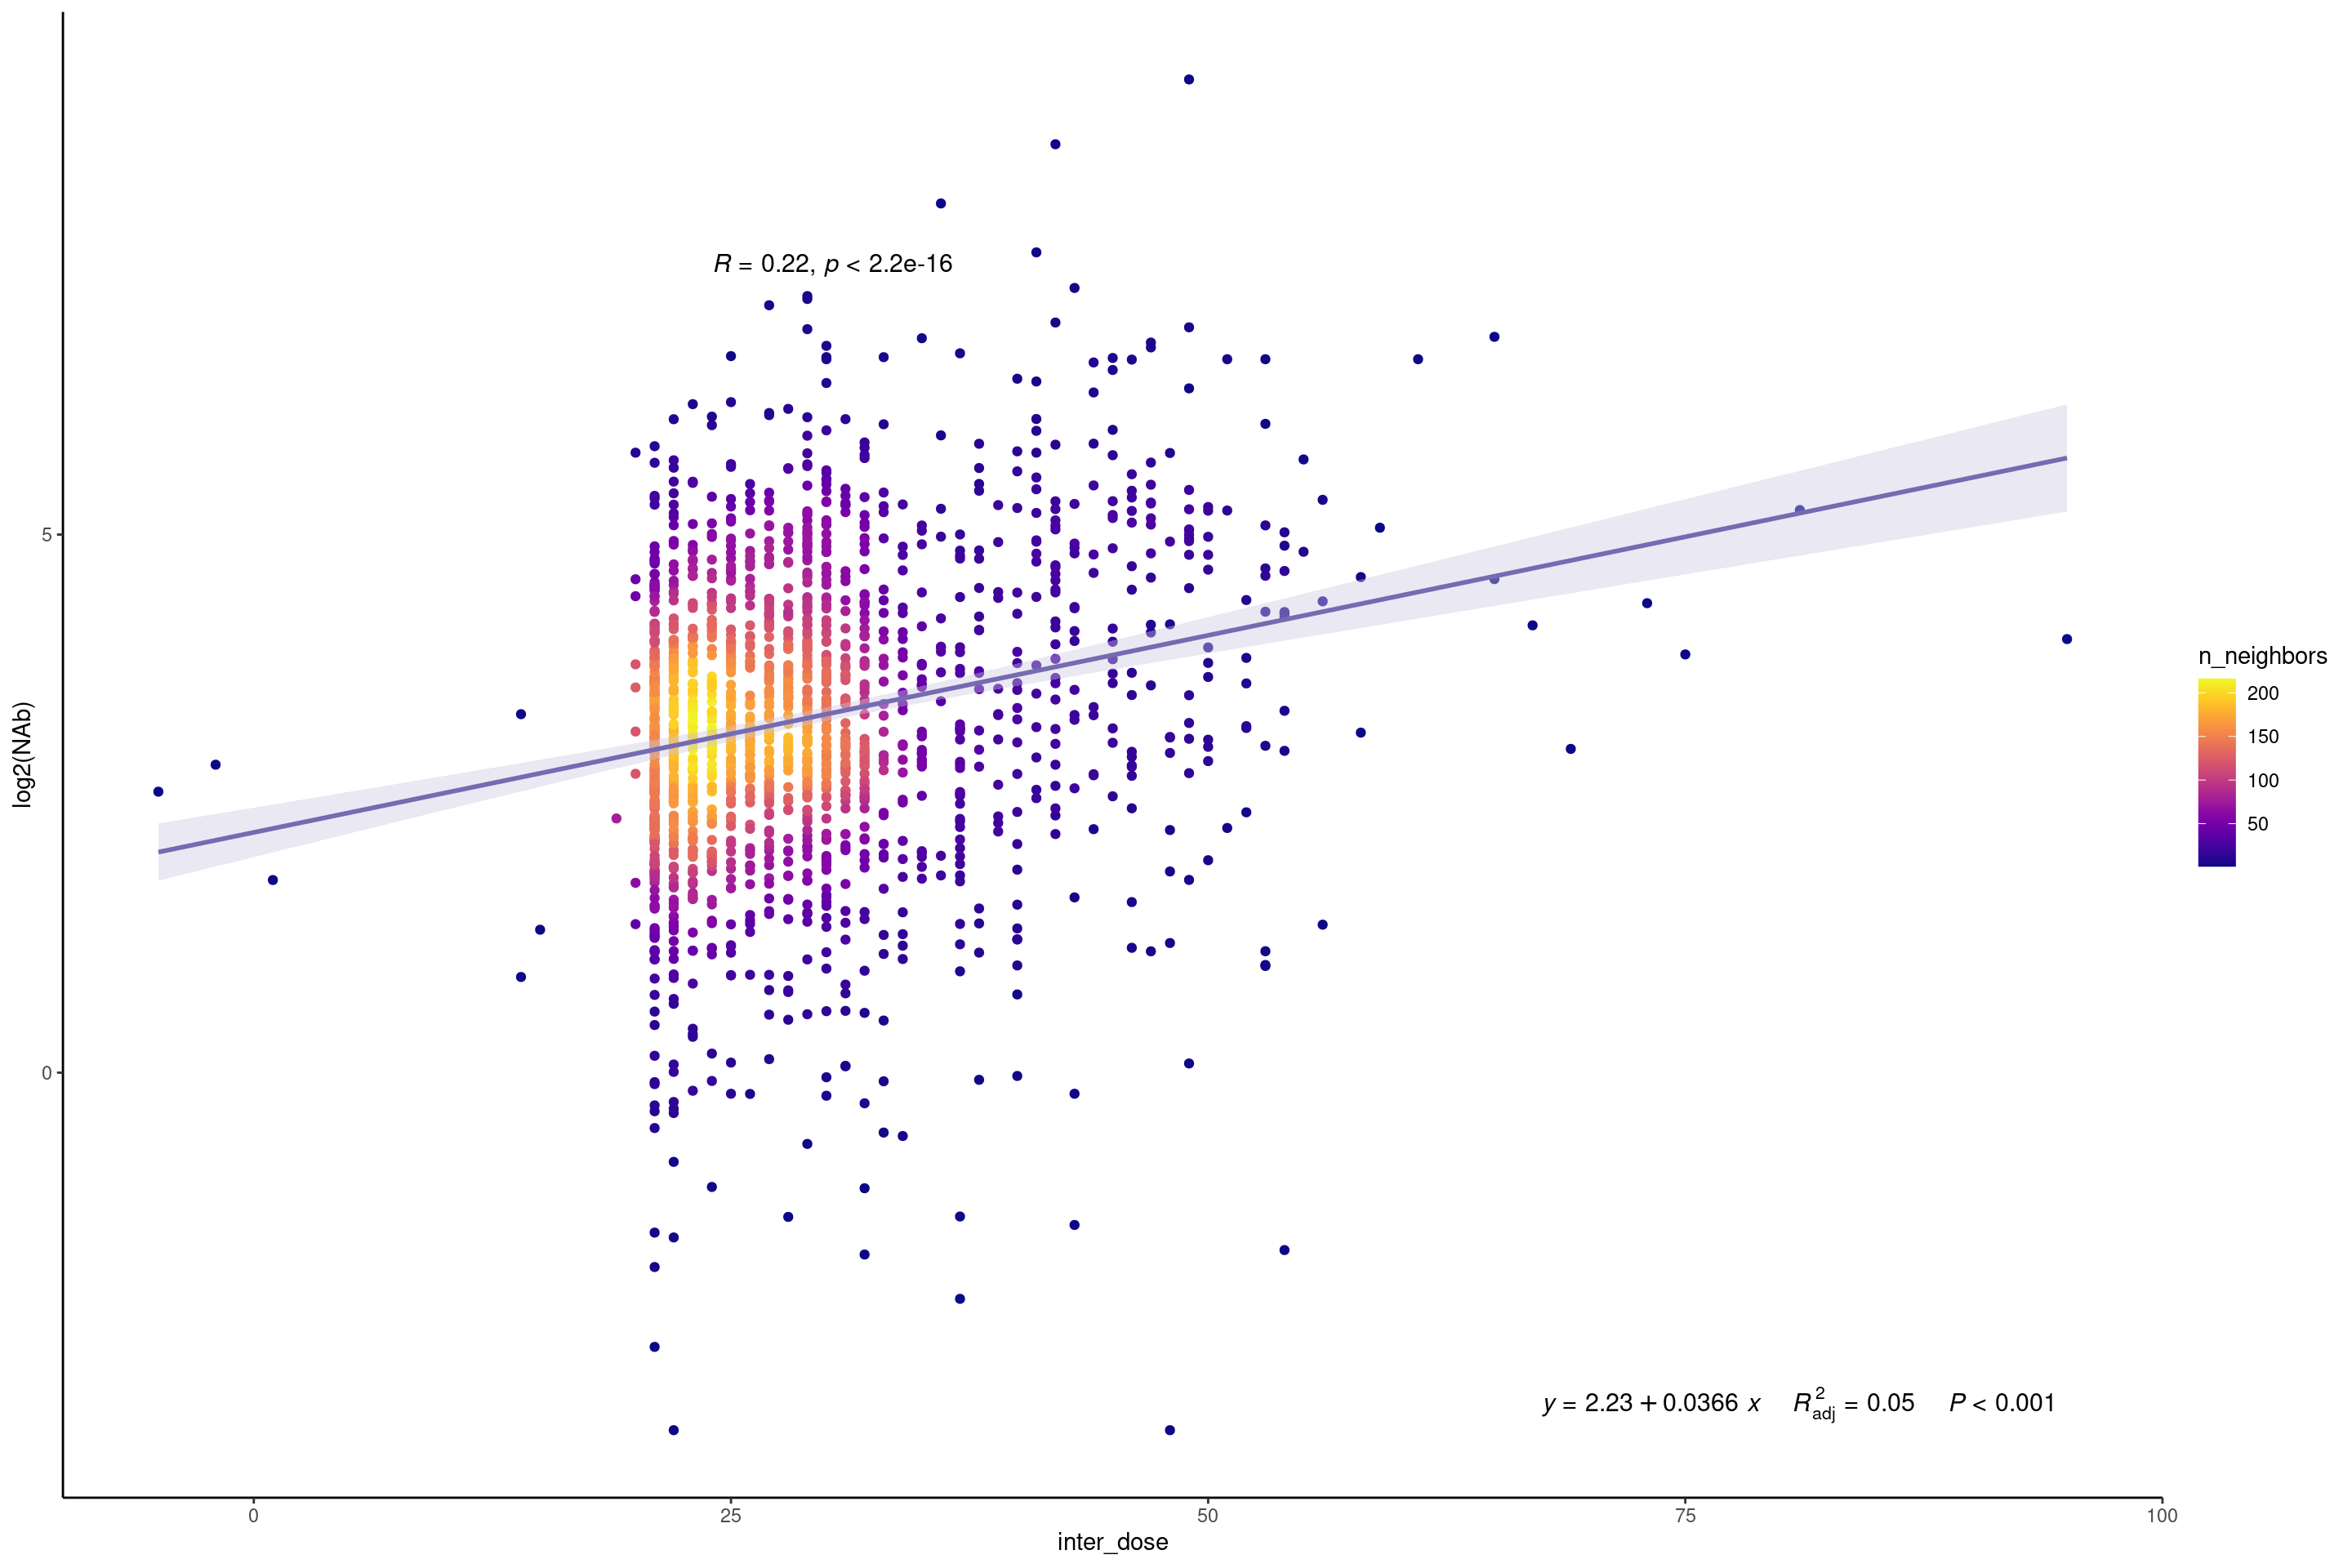 R = 0.22, p < 2.2e-16
5
0
log2(NAb)
n_neighbors
200
150
100
50
y = 2.23 + 0.0366 x R²adj = 0.05 P < 0.001
0 25 50 75 100
inter_dose